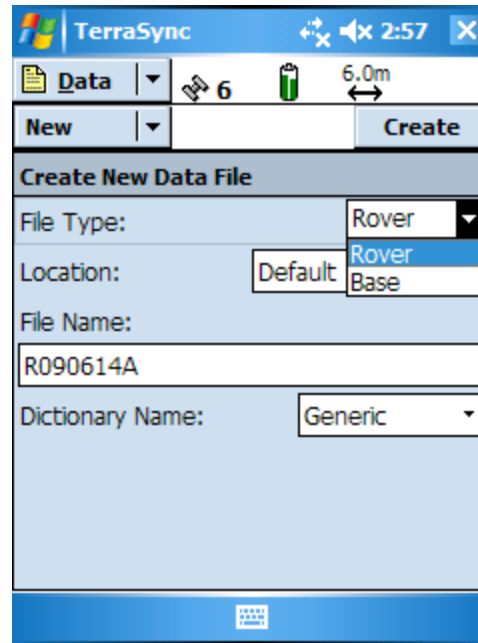 TerraSync 2:57
Data 6 6.0m
New Create
Create New Data File
File Type: Rover
Rover
Location: Default
Base
File Name:
R090614A
Dictionary Name: Generic